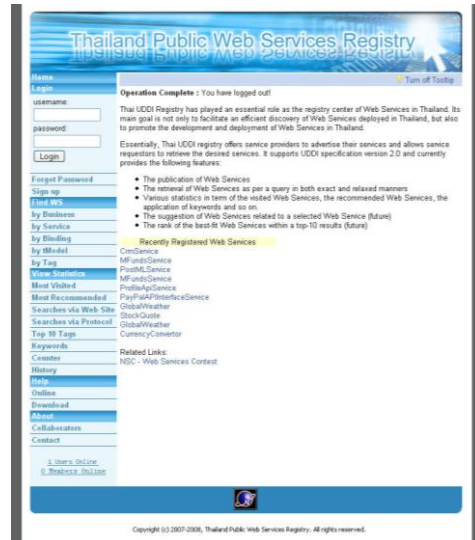 Thailand Public Web Services Registry
Home
Login
username:
password:
Login
Forget Password
Sign up
Find WS
by Business
by Service
by Binding
by tModel
by Tag
View Statistics
Most Visited
Most Recommended
Searches via Web Site
Searches via Protocol
Top 10 Tags
Keywords
Counter
History
Help
Online
Download
About
Collaborators
Contact
1 Users Online
0 Members Online
Turn off Tooltip
Operation Complete : You have logged out!
Thai UDDI Registry has played an essential role as the registry center of Web Services in Thailand. Its
main goal is not only to facilitate an efficient discovery of Web Services deployed in Thailand, but also
to promote the development and deployment of Web Services in Thailand.
Essentially, Thai UDDI registry offers service providers to advertise their services and allows service
requestors to retrieve the desired services. It supports UDDI specification version 2.0 and currently
provides the following features:
• The publication of Web Services
• The retrieval of Web Services as per a query in both exact and relaxed manners
• Various statistics in term of the visited Web Services, the recommended Web Services, the
application of keywords and so on.
• The suggestion of Web Services related to a selected Web Service (future)
• The rank of the best-fit Web Services within a top-10 results (future)
Recently Registered Web Services
CrmService
MFundsService
PostMLService
MFundsService
ProfileApiService
PayPalAPIInterfaceService
GlobalWeather
StockQuote
GlobalWeather
CurrencyConvertor
Related Links:
NSC - Web Services Contest
Copyright (c) 2007-2008, Thailand Public Web Services Registry. All rights reserved.